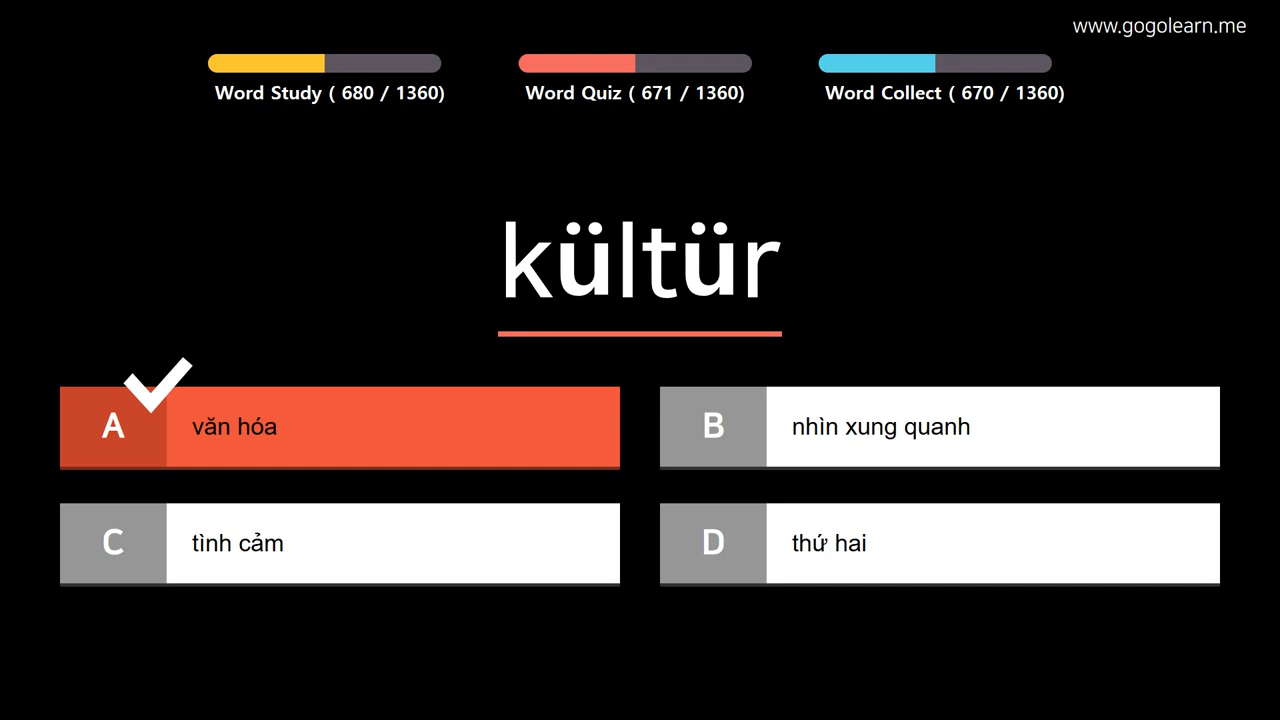 www.gogolearn.me
Word Study ( 680 / 1360)
Word Quiz ( 671 / 1360)
Word Collect ( 670 / 1360)
kültür
A văn hóa
B nhìn xung quanh
C tình cảm
D thứ hai